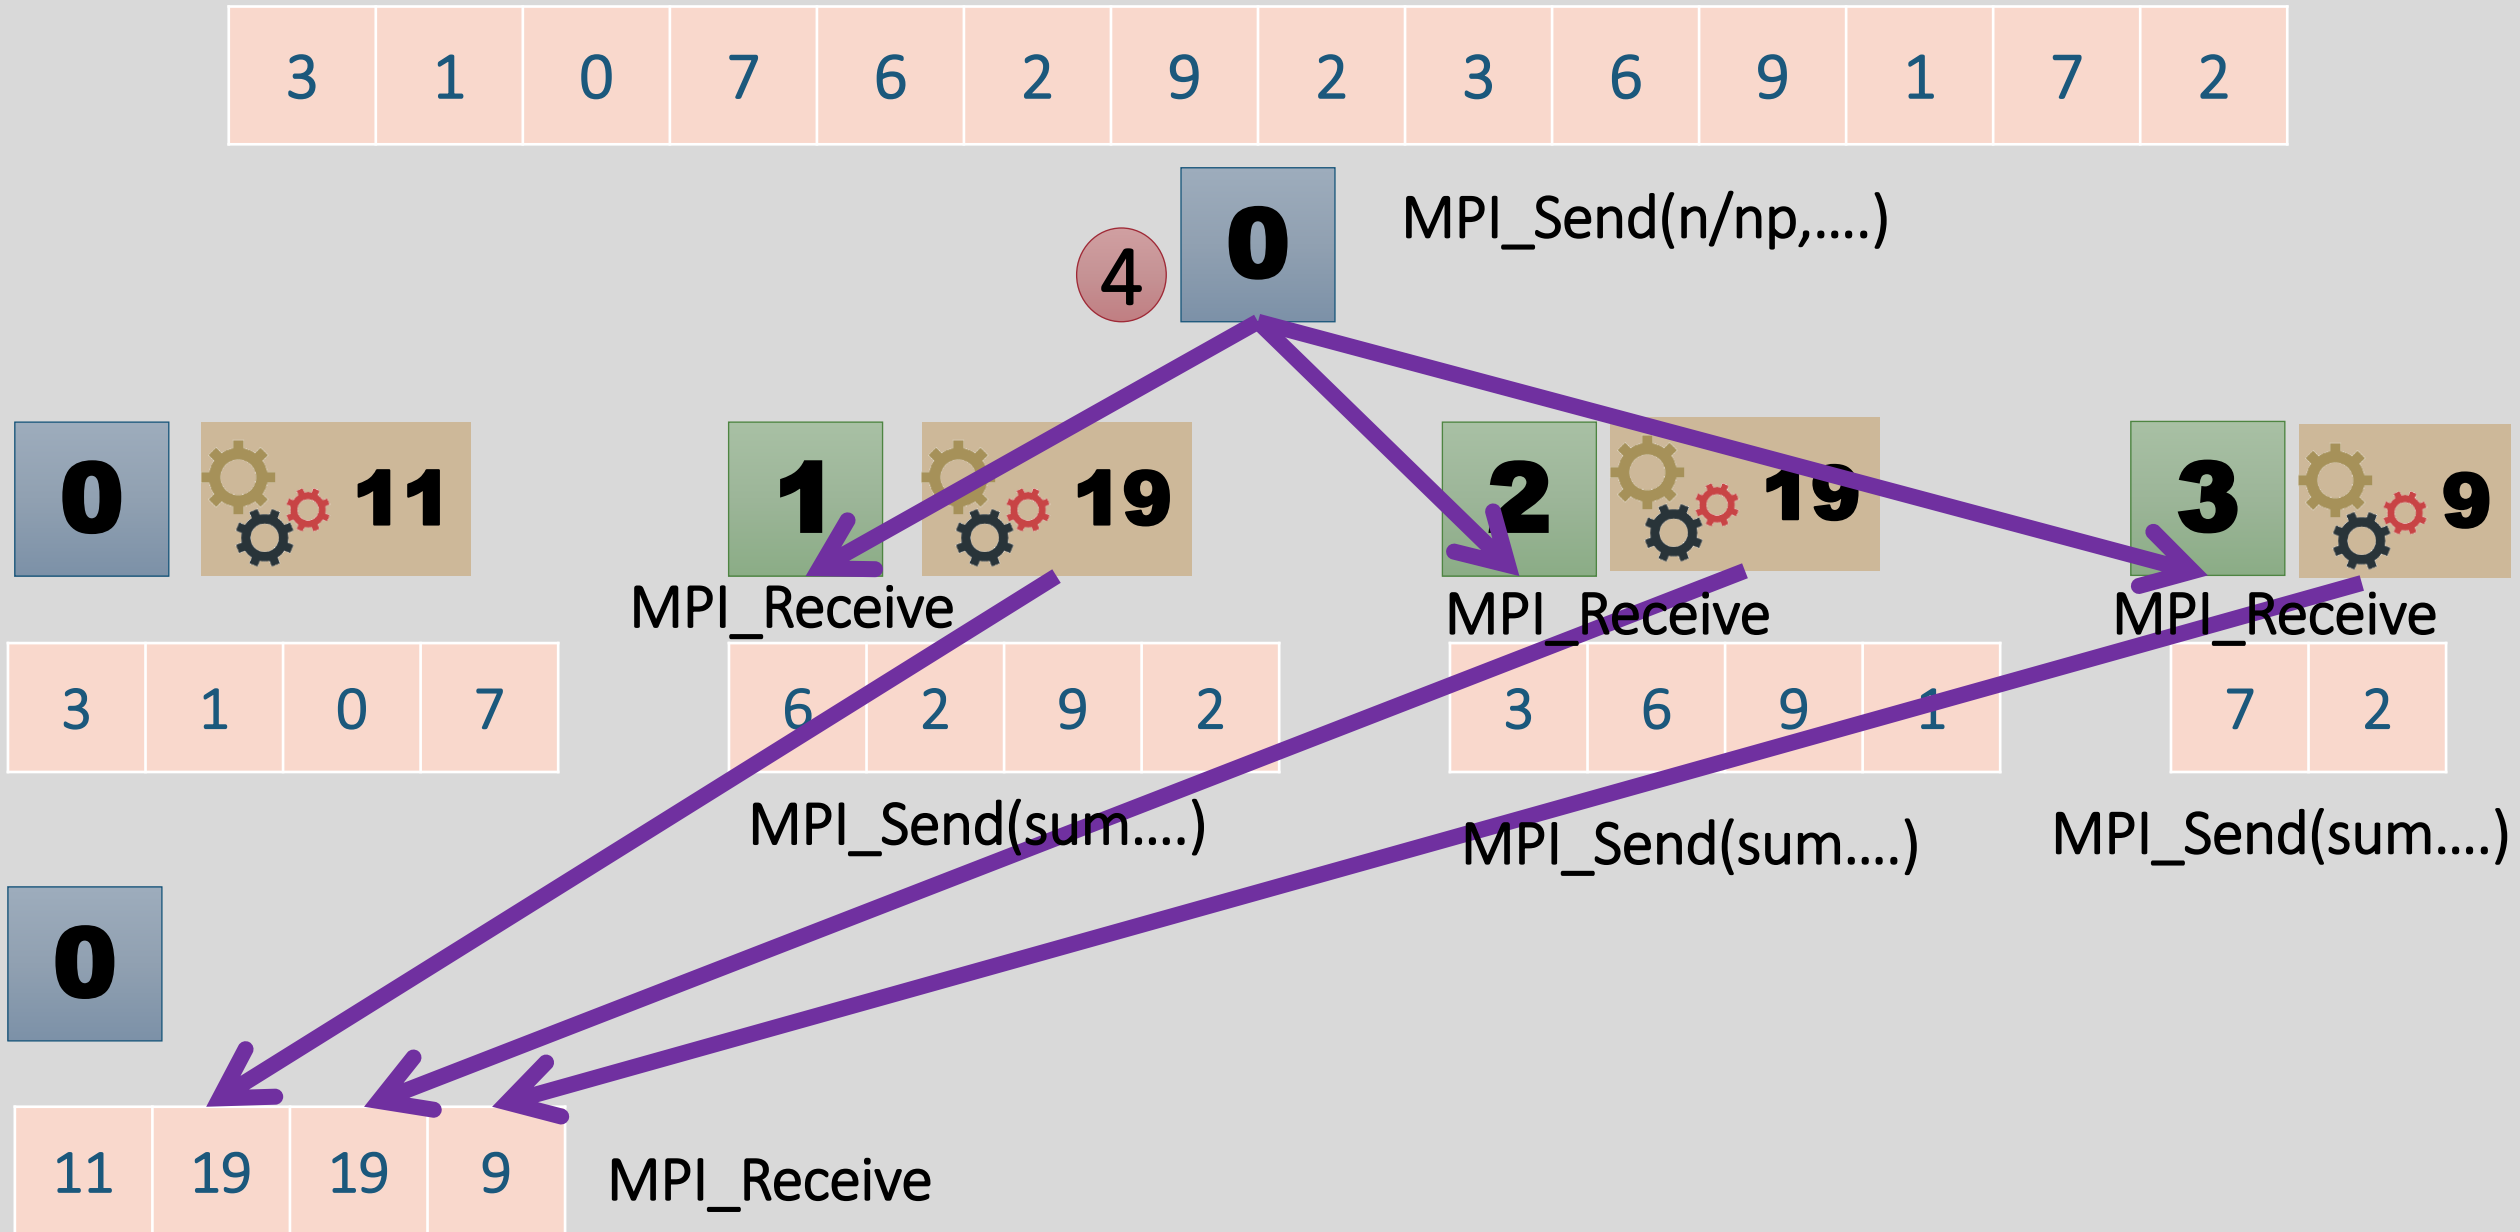 3 1 0 7 6 2 9 2 3 6 9 1 7 2
0
MPI_Send(n/np,....)
4
0 11
1 19
2 19
3 9
MPI_Receive
MPI_Receive
MPI_Receive
3 1 0 7
6 2 9 2
3 6 9 1
7 2
MPI_Send(sum....)
MPI_Send(sum....)
MPI_Send(sum....)
0
11 19 19 9
MPI_Receive